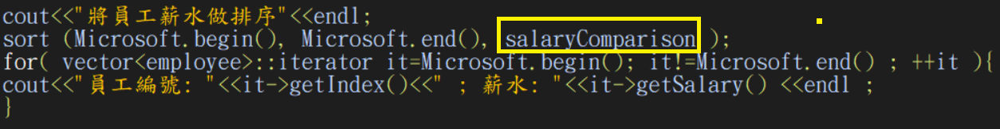 cout<<"將員工薪水做排序"<<endl;
sort (Microsoft.begin(), Microsoft.end(), salaryComparison );
for( vector<employee>::iterator it=Microsoft.begin(); it!=Microsoft.end() ; ++it ){
cout<<"員工編號: "<<it->getIndex()<<" ; 薪水: "<<it->getSalary() <<endl ;
}